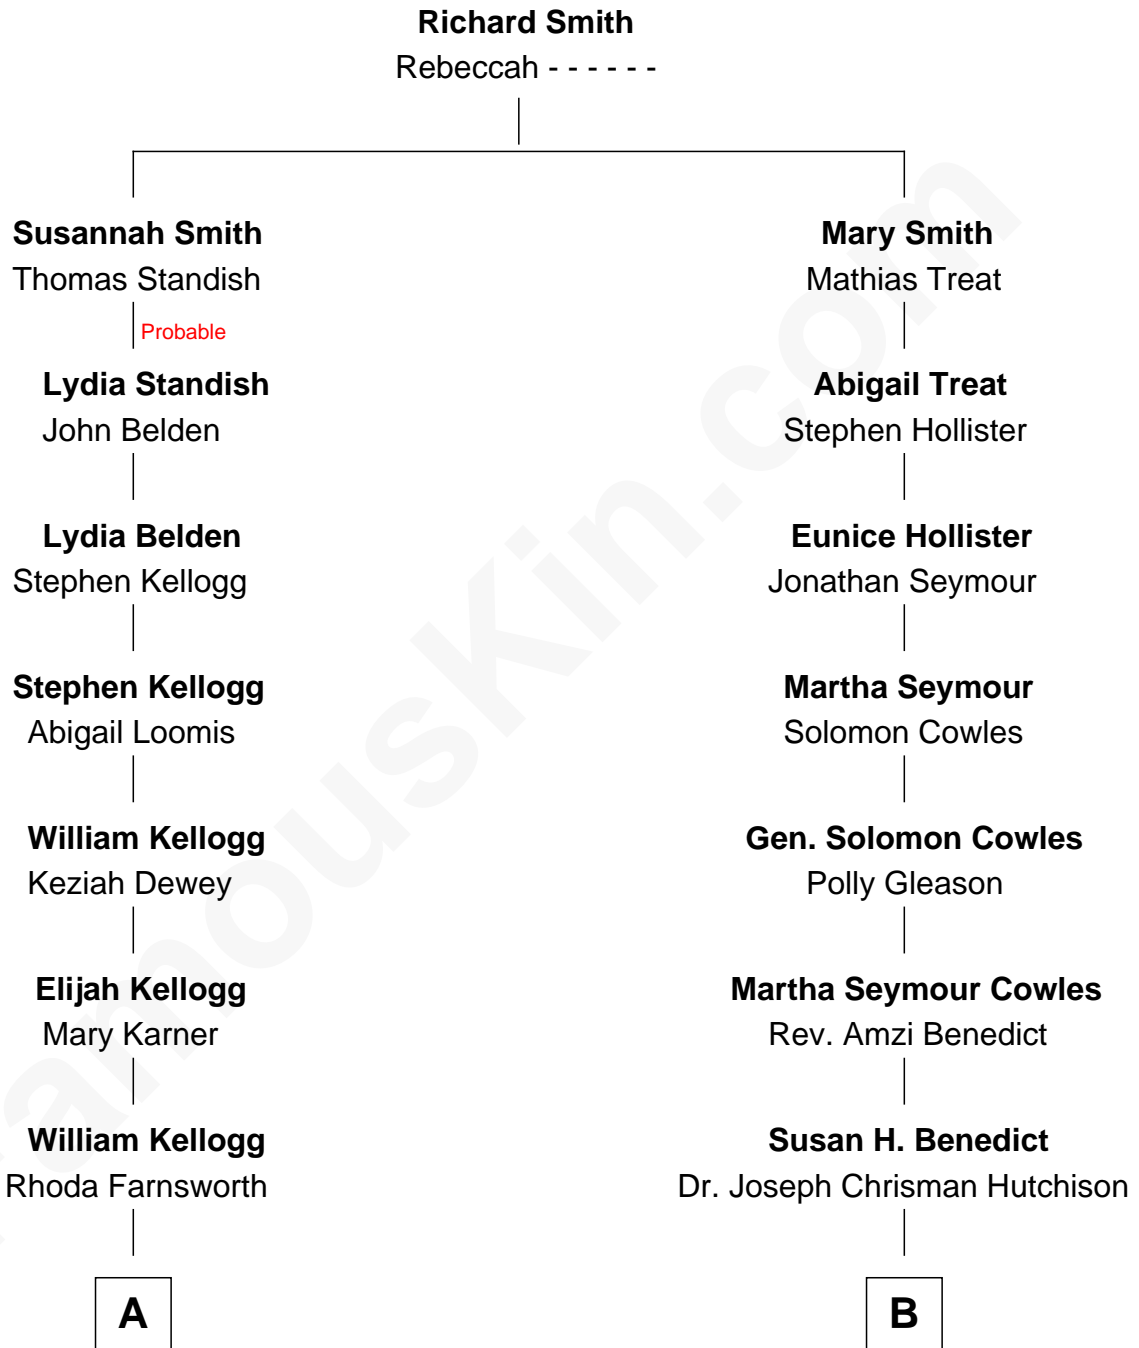 Richard Smith
Rebeccah - - - - - -
Susannah Smith
Thomas Standish
Probable
Lydia Standish
John Belden
Lydia Belden
Stephen Kellogg
Stephen Kellogg
Abigail Loomis
William Kellogg
Keziah Dewey
Elijah Kellogg
Mary Karner
William Kellogg
Rhoda Farnsworth
A
Mary Smith
Mathias Treat
Abigail Treat
Stephen Hollister
Eunice Hollister
Jonathan Seymour
Martha Seymour
Solomon Cowles
Gen. Solomon Cowles
Polly Gleason
Martha Seymour Cowles
Rev. Amzi Benedict
Susan H. Benedict
Dr. Joseph Chrisman Hutchison
B
FamousKin.com